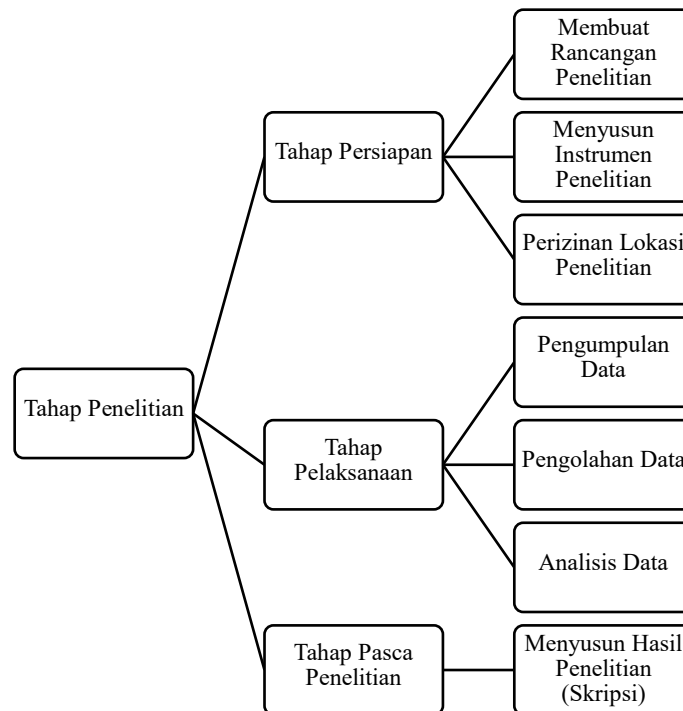 Membuat
Rancangan
Penelitian
Tahap Persiapan
Menyusun
Instrumen
Penelitian
Perizinan Lokasi
Penelitian
Tahap Penelitian
Pengumpulan
Data
Tahap
Pelaksanaan
Pengolahan Data
Analisis Data
Tahap Pasca
Penelitian
Menyusun Hasil
Penelitian
(Skripsi)